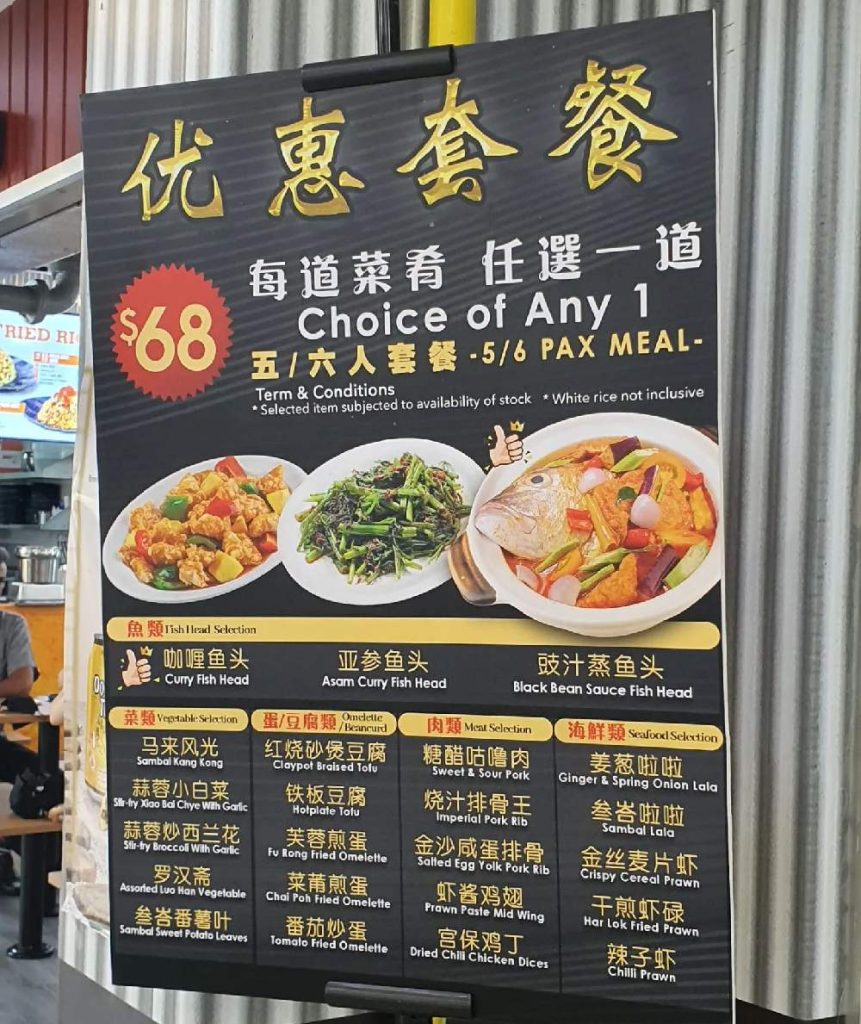 优惠套餐
$68
每道菜肴 任選一道
Choice of Any 1
五/六人套餐 -5/6 PAX MEAL-
Term & Conditions
* Selected item subjected to availability of stock * White rice not inclusive
魚類 Fish Head Selection
咖喱鱼头
Curry Fish Head
亚参鱼头
Asam Curry Fish Head
豉汁蒸鱼头
Black Bean Sauce Fish Head
菜類 Vegetable Selection
马来风光
Sambal Kang Kong
蒜蓉小白菜
Stir-fry Xiao Bai Chye With Garlic
蒜蓉炒西兰花
Stir-fry Broccoli With Garlic
罗汉斋
Assorted Luo Han Vegetable
叁峇番薯叶
Sambal Sweet Potato Leaves
蛋/豆腐類 Omelette
/Beancurd
红烧砂煲豆腐
Claypot Braised Tofu
铁板豆腐
Hotplate Tofu
芙蓉煎蛋
Fu Rong Fried Omelette
菜莆煎蛋
Chai Poh Fried Omelette
番茄炒蛋
Tomato Fried Omelette
肉類 Meat Selection
糖醋咕噜肉
Sweet & Sour Pork
烧汁排骨王
Imperial Pork Rib
金沙咸蛋排骨
Salted Egg Yolk Pork Rib
虾酱鸡翅
Prawn Paste Mid Wing
宫保鸡丁
Dried Chili Chicken Dices
海鮮類 Seafood Selection
姜葱啦啦
Ginger & Spring Onion Lala
叁峇啦啦
Sambal Lala
金丝麦片虾
Crispy Cereal Prawn
干煎虾碌
Har Lok Fried Prawn
辣子虾
Chilli Prawn